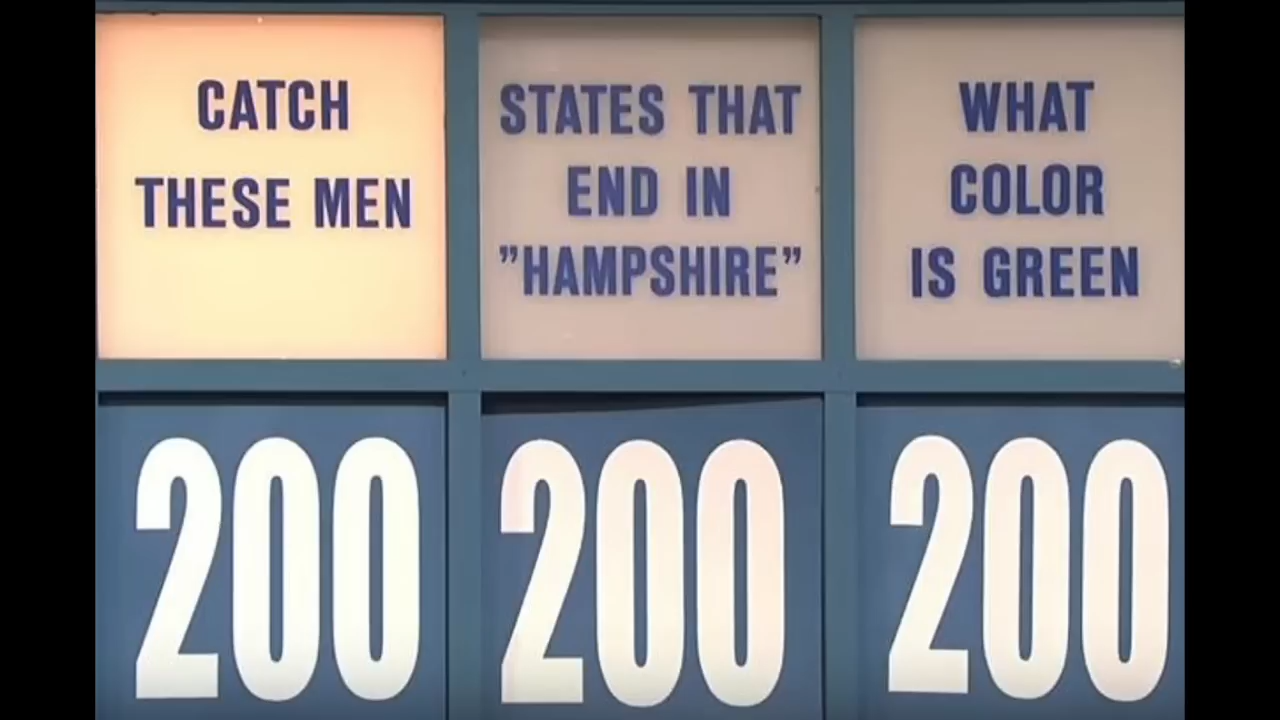 CATCH
THESE MEN
STATES THAT
END IN
”HAMPSHIRE”
WHAT
COLOR
IS GREEN
200
200
200